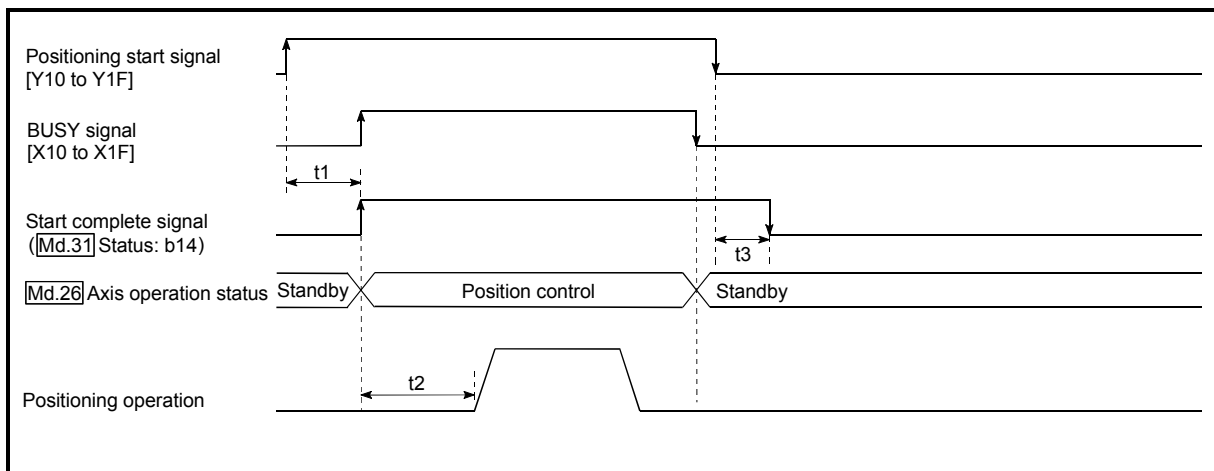 Positioning start signal
[Y10 to Y1F]
BUSY signal
[X10 to X1F]
t1
Start complete signal
(Md.31 Status: b14)
t3
Md.26 Axis operation status Standby Position control Standby
t2
Positioning operation